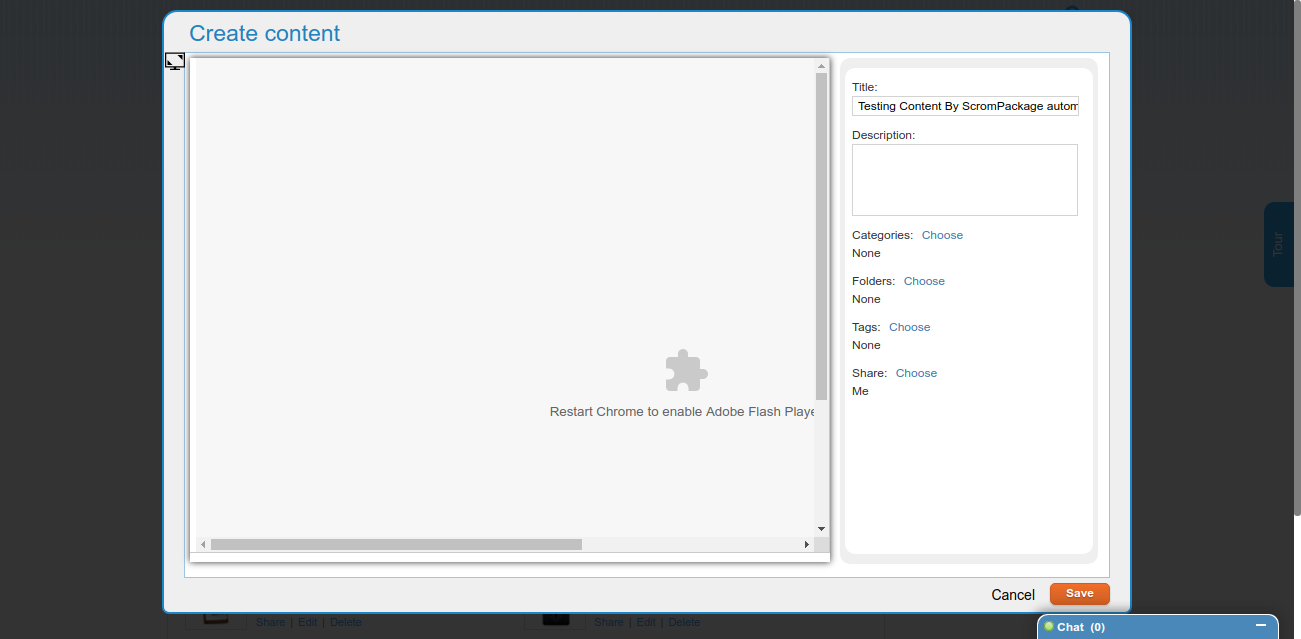 Create content
Title:
Testing Content By ScromPackage autom
Description:
Categories: Choose
None
Folders: Choose
None
Tags: Choose
None
Share: Choose
Me
Restart Chrome to enable Adobe Flash Playe
Tour
Cancel
Save
Share | Edit | Delete
Share | Edit | Delete
Chat (0)